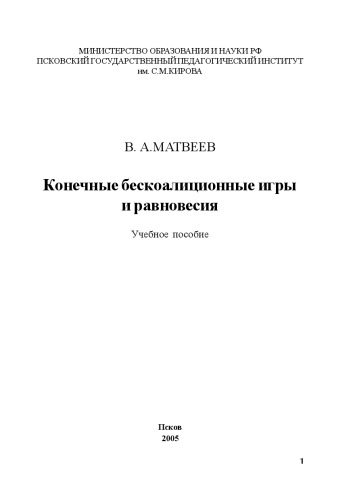 МИНИСТЕРСТВО ОБРАЗОВАНИЯ И НАУКИ РФ
ПСКОВСКИЙ ГОСУДАРСТВЕННЫЙ ПЕДАГОГИЧЕСКИЙ ИНСТИТУТ
им. С.М.КИРОВА
В. А.МАТВЕЕВ
Конечные бескоалиционные игры
и равновесия
Учебное пособие
Псков
2005
1